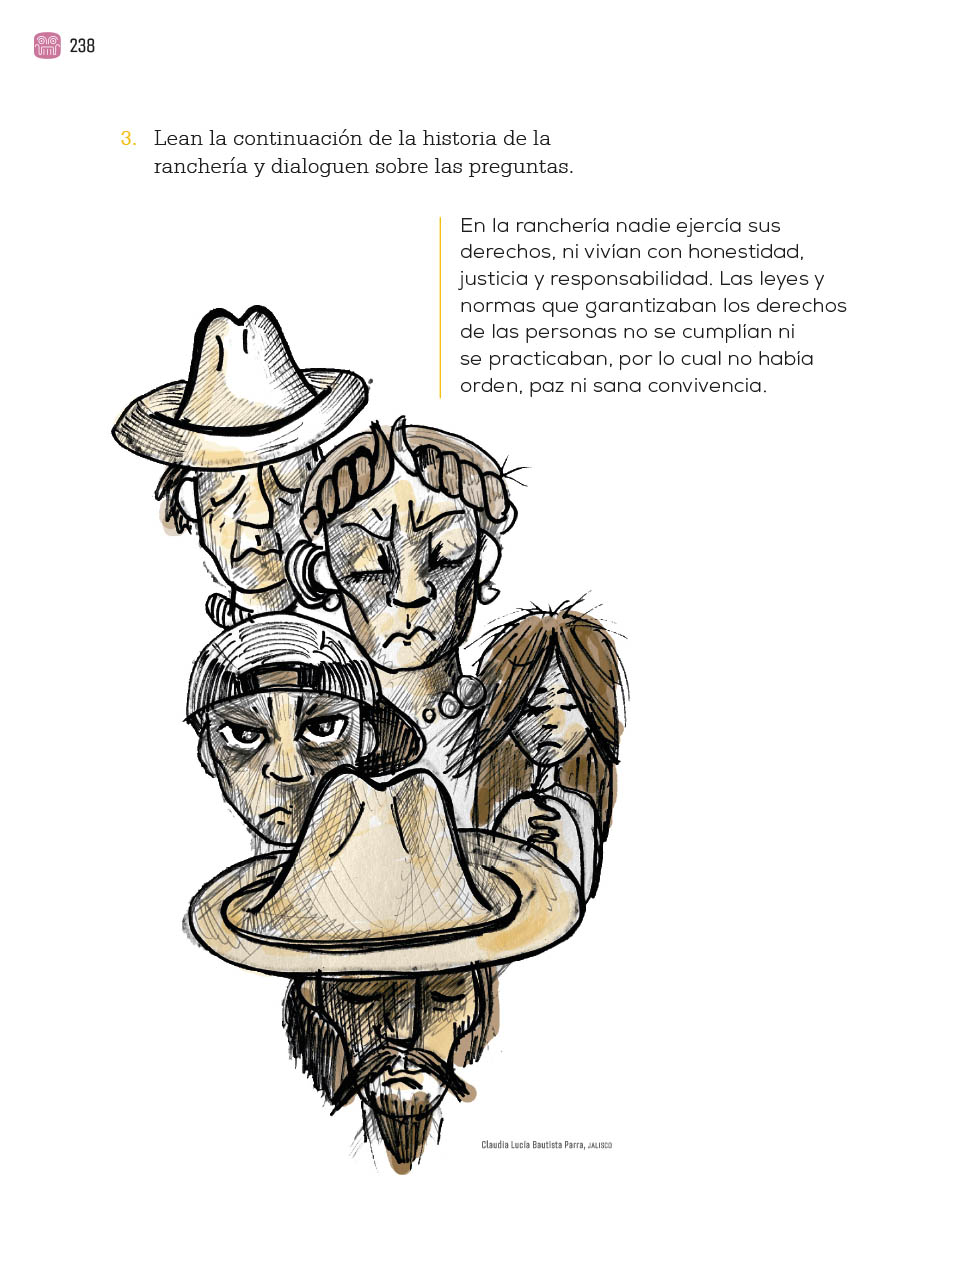 238
3. Lean la continuación de la historia de la
ranchería y dialoguen sobre las preguntas.
En la ranchería nadie ejercía sus
derechos, ni vivían con honestidad,
justicia y responsabilidad. Las leyes y
normas que garantizaban los derechos
de las personas no se cumplían ni
se practicaban, por lo cual no había
orden, paz ni sana convivencia.
Claudia Lucía Bautista Parra, JALISCO